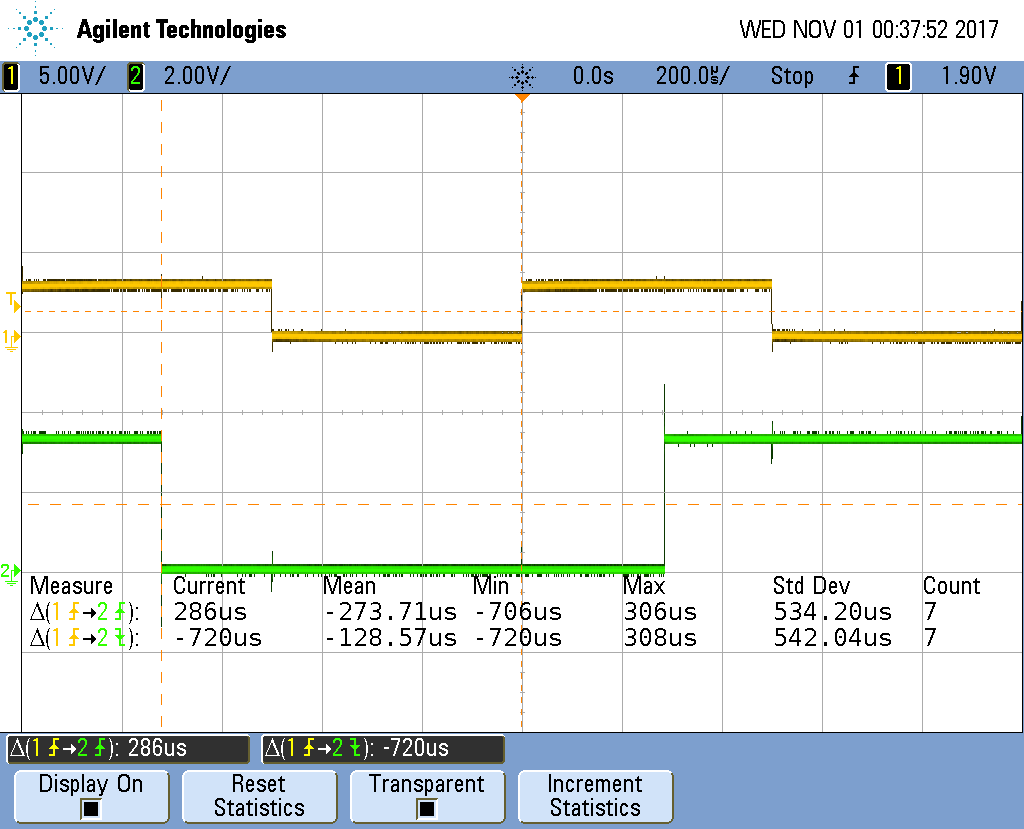 Agilent Technologies WED NOV 01 00:37:52 2017
1 5.00V/ 2 2.00V/ 0.0s 200.0µs/ Stop 1 1.90V
T
1
2
Measure Current Mean Min Max Std Dev Count
Δ(1→2): 286us -273.71us -706us 306us 534.20us 7
Δ(1→2): -720us -128.57us -720us 308us 542.04us 7
Δ(1→2): 286us Δ(1→2): -720us
Display On Reset Statistics Transparent Increment Statistics